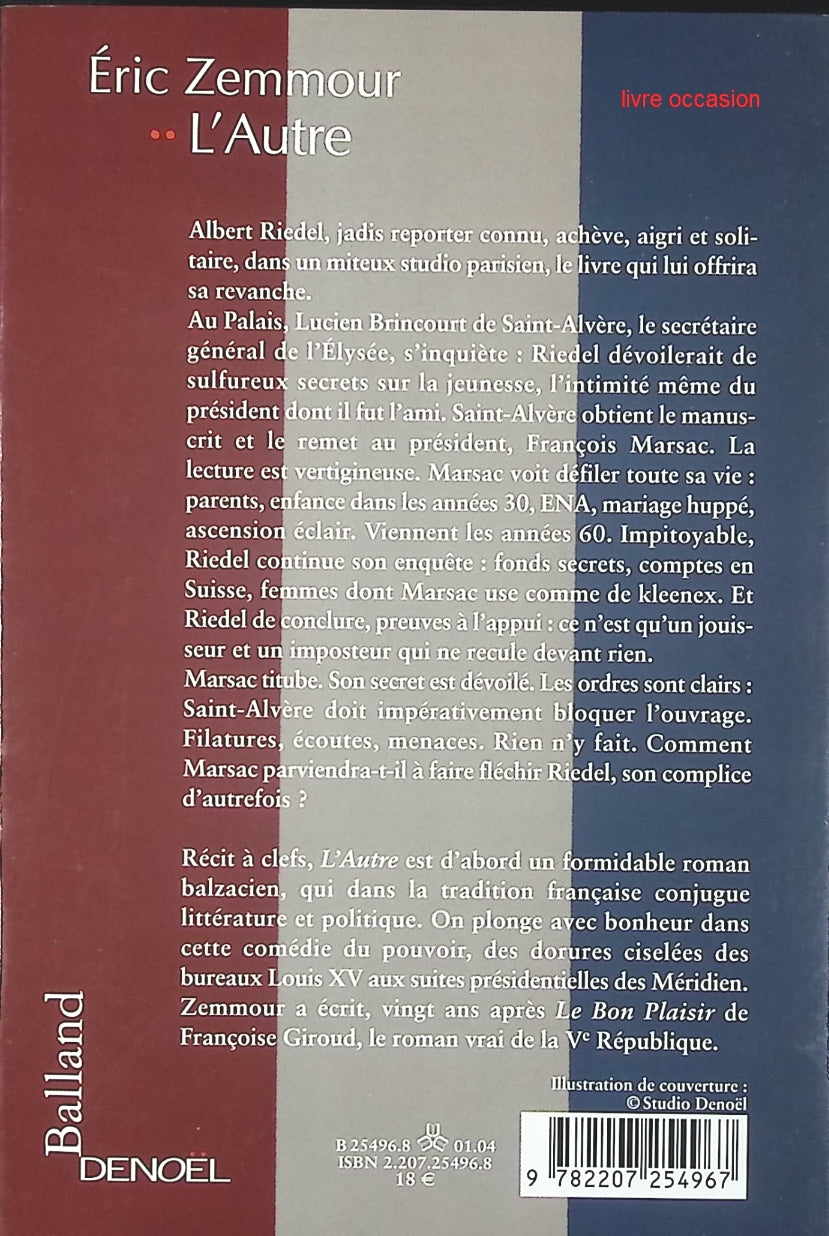 Éric Zemmour
livre occasion
L'Autre
Albert Riedel, jadis reporter connu, achève, aigri et soli-
taire, dans un miteux studio parisien, le livre qui lui offrira
sa revanche.
Au Palais, Lucien Brincourt de Saint-Alvère, le secrétaire
général de l'Élysée, s'inquiète : Riedel dévoilerait de
sulfureux secrets sur la jeunesse, l'intimité même du
président dont il fut l'ami. Saint-Alvère obtient le manus-
crit et le remet au président, François Marsac. La
lecture est vertigineuse. Marsac voit défiler toute sa vie :
parents, enfance dans les années 30, ENA, mariage huppé,
ascension éclair. Viennent les années 60. Impitoyable,
Riedel continue son enquête : fonds secrets, comptes en
Suisse, femmes dont Marsac use comme de kleenex. Et
Riedel de conclure, preuves à l'appui : ce n'est qu'un jouis-
seur et un imposteur qui ne recule devant rien.
Marsac titube. Son secret est dévoilé. Les ordres sont clairs :
Saint-Alvère doit impérativement bloquer l'ouvrage.
Filatures, écoutes, menaces. Rien n'y fait. Comment
Marsac parviendra-t-il à faire fléchir Riedel, son complice
d'autrefois ?
Récit à clefs, L'Autre est d'abord un formidable roman
balzacien, qui dans la tradition française conjugue
littérature et politique. On plonge avec bonheur dans
cette comédie du pouvoir, des dorures ciselées des
bureaux Louis XV aux suites présidentielles des Méridien.
Zemmour a écrit, vingt ans après Le Bon Plaisir de
Françoise Giroud, le roman vrai de la Ve République.
Illustration de couverture :
© Studio Denoël
Balland
DENOËL
B 25496.8 01.04
ISBN 2.207.25496.8
18 €
9 782207 254967